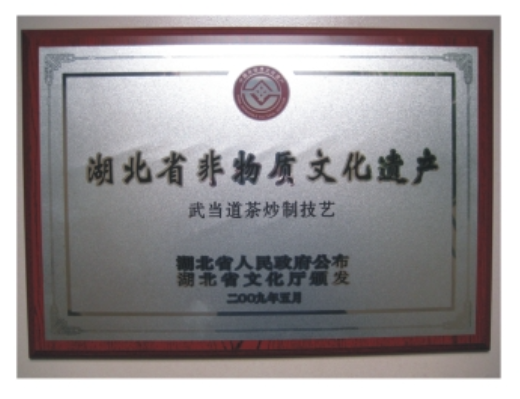 湖北省非物质文化遗产
武当道茶炒制技艺
湖北省人民政府公布
湖北省文化厅颁发
二〇〇九年五月